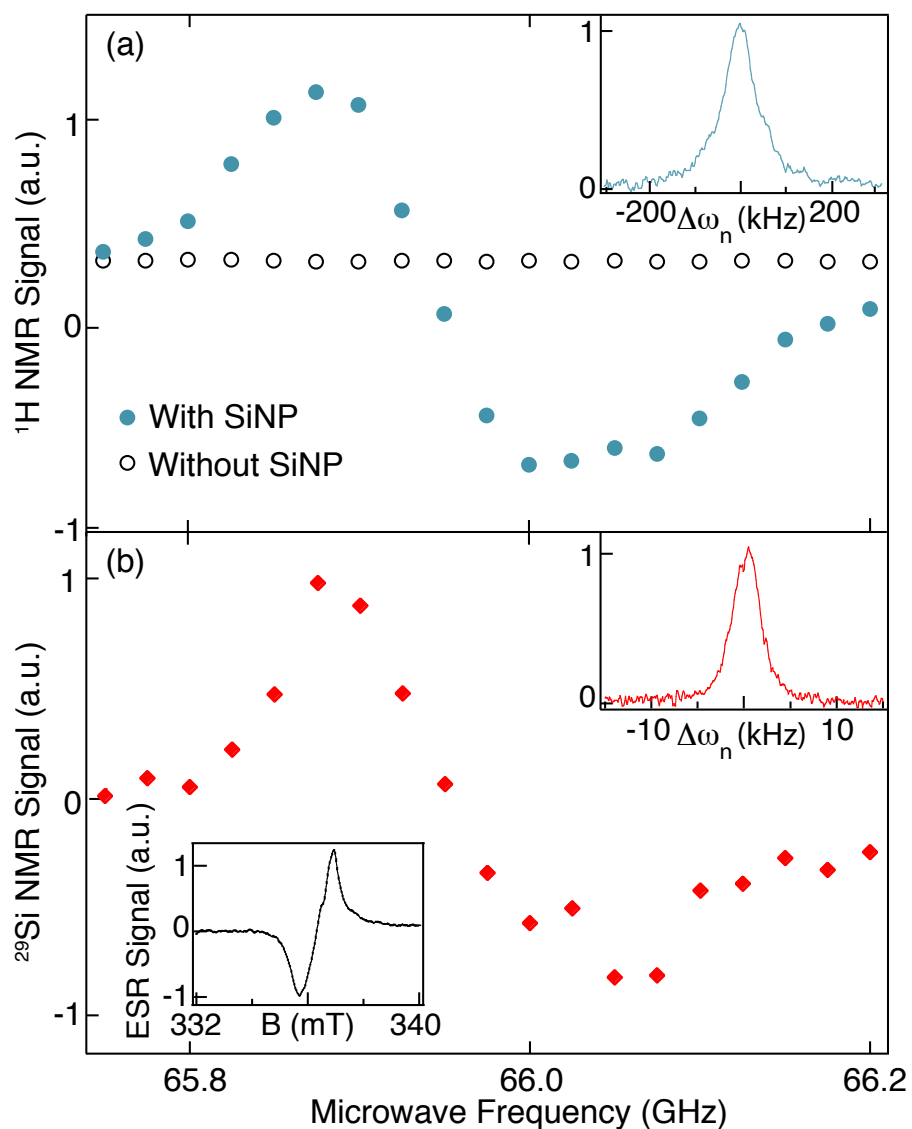 (a)
1
0
-1
¹H NMR Signal (a.u.)
With SiNP
Without SiNP
1
0
-200 Δωn (kHz) 200
(b)
1
0
-1
²⁹Si NMR Signal (a.u.)
1
0
-10 Δωn (kHz) 10
ESR Signal (a.u.)
1
0
-1
332 B (mT) 340
65.8 66.0 66.2
Microwave Frequency (GHz)